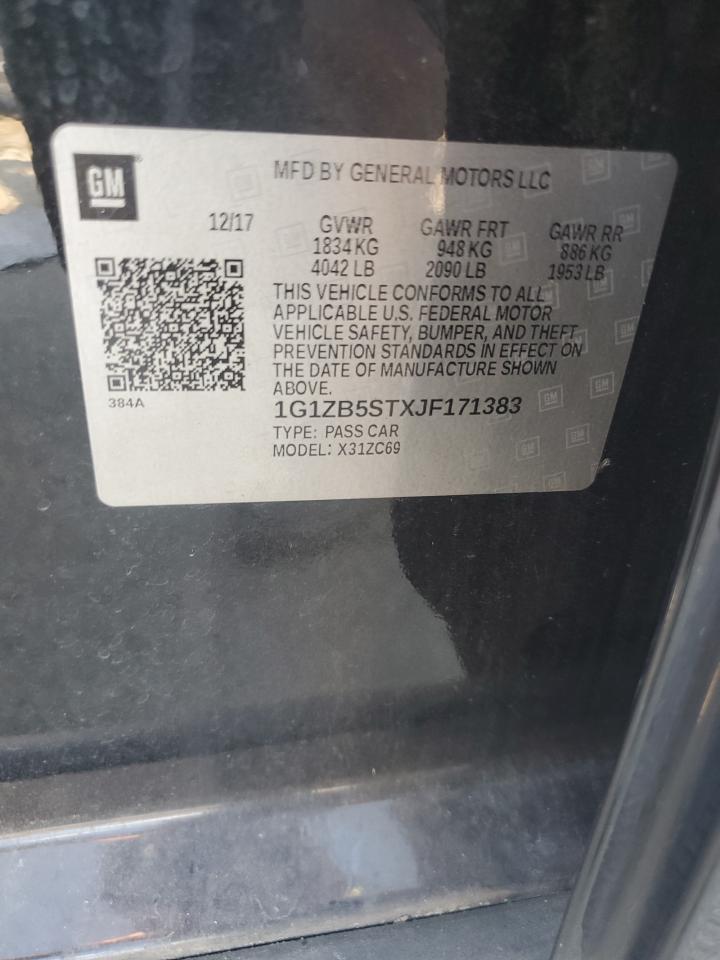 GM
MFD BY GENERAL MOTORS LLC
12/17 GVWR GAWR FRT GAWR RR
1834 KG 948 KG 886 KG
4042 LB 2090 LB 1953 LB
THIS VEHICLE CONFORMS TO ALL
APPLICABLE U.S. FEDERAL MOTOR
VEHICLE SAFETY, BUMPER, AND THEFT
PREVENTION STANDARDS IN EFFECT ON
THE DATE OF MANUFACTURE SHOWN
ABOVE.
384A
1G1ZB5STXJF171383
TYPE: PASS CAR
MODEL: X31ZC69